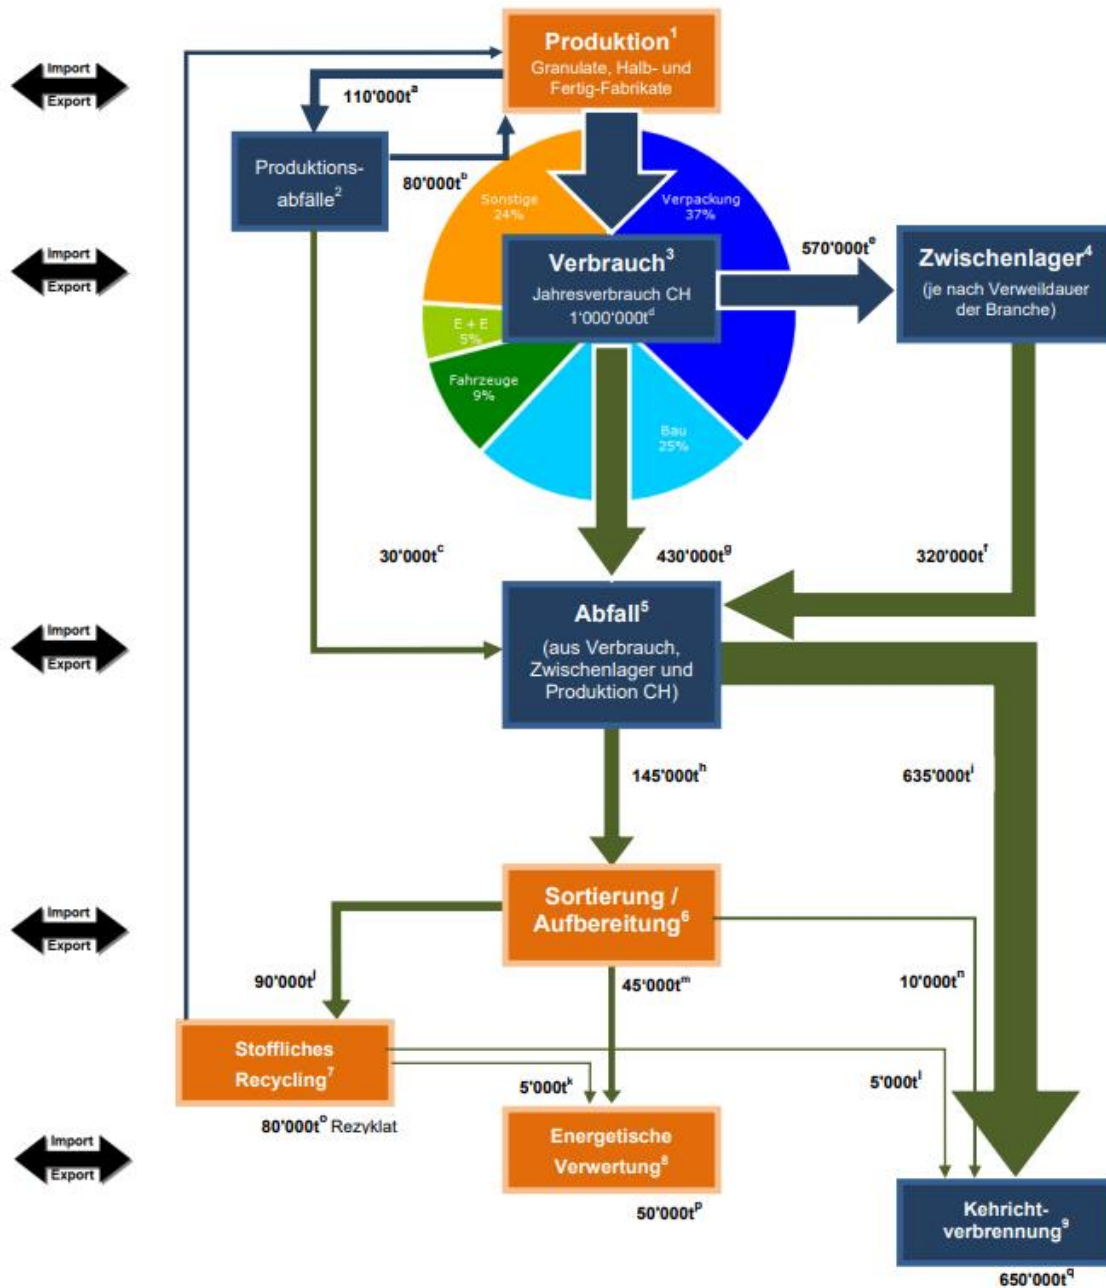 Produktion¹
Granulate, Halb- und
Fertig-Fabrikate
Import
Export
110'000tᵃ
Produktions-
abfälle²
80'000tᵇ
Sonstige
24%
Verpackung
37%
Import
Export
Verbrauch³
Jahresverbrauch CH
1‘000‘000tᵈ
570'000tᵉ
Zwischenlager⁴
(je nach Verweildauer
der Branche)
E + E
5%
Fahrzeuge
9%
Bau
25%
30'000tᶜ
430'000tᵍ
320'000tᶠ
Import
Export
Abfall⁵
(aus Verbrauch,
Zwischenlager und
Produktion CH)
145'000tʰ
635'000tⁱ
Import
Export
Sortierung /
Aufbereitung⁶
90'000tʲ
45‘000tᵐ
10'000tⁿ
Stoffliches
Recycling⁷
5'000tᵏ
5'000tˡ
80'000tᵒ Rezyklat
Import
Export
Energetische
Verwertung⁸
50'000tᵖ
Kehricht-
verbrennung⁹
650'000t^q